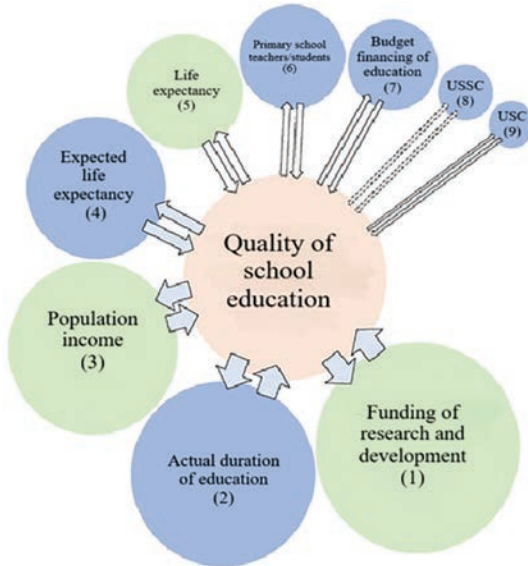 Primary school
teachers/students
(6)
Budget
financing of
education
(7)
USSC
(8)
USC
(9)
Life
expectancy
(5)
Expected
life
expectancy
(4)
Quality of
school
education
Population
income
(3)
Actual duration
of education
(2)
Funding of
research and
development
(1)